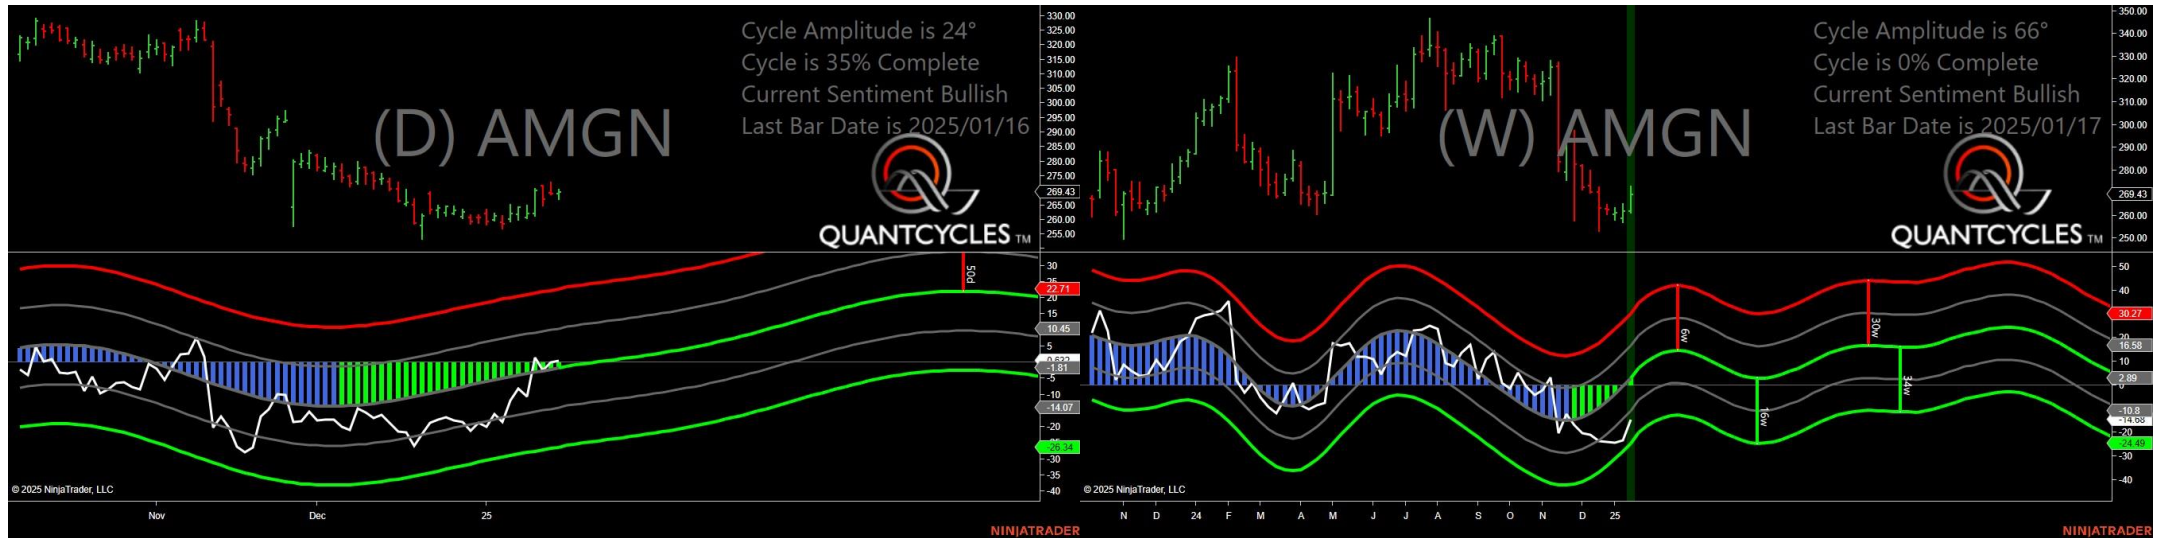 Cycle Amplitude is 24°
Cycle is 35% Complete
Current Sentiment Bullish
Last Bar Date is 2025/01/16
(D) AMGN
QUANTCYCLES TM
330.00
325.00
320.00
315.00
310.00
305.00
300.00
295.00
290.00
285.00
280.00
275.00
269.43
265.00
260.00
255.00
50d
30
25
22.71
20
15
10.45
5
-1.81
-5
-10
-14.07
-20
-26.34
-30
-35
-40
© 2025 NinjaTrader, LLC
Nov
Dec
25
NINJATRADER
Cycle Amplitude is 66°
Cycle is 0% Complete
Current Sentiment Bullish
Last Bar Date is 2025/01/17
(W) AMGN
QUANTCYCLES TM
350.00
340.00
330.00
320.00
310.00
300.00
290.00
280.00
269.43
260.00
250.00
6w
16w
30w
34w
50
40
30.27
20
16.58
10
2.89
0
-10.8
-14.68
-20
-24.49
-30
-40
© 2025 NinjaTrader, LLC
N D 24 F M A M J J A S O N D 25
NINJATRADER